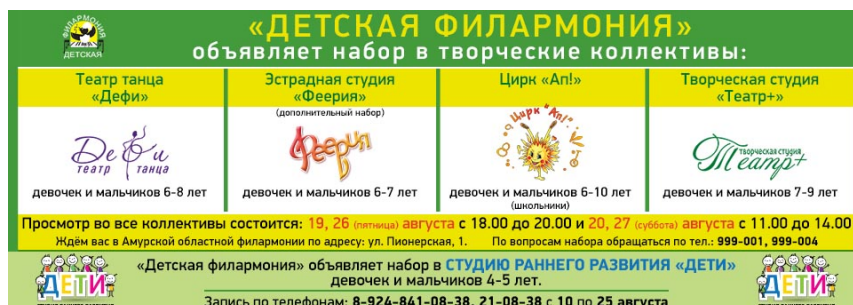 ФИЛАРМОНИЯ
ДЕТСКАЯ
«ДЕТСКАЯ ФИЛАРМОНИЯ»
объявляет набор в творческие коллективы:
Театр танца
«Дефи»
Дефи
театр танца
девочек и мальчиков 6-8 лет
Эстрадная студия
«Феерия»
(дополнительный набор)
Феерия
девочек и мальчиков 6-7 лет
Цирк «Ап!»
Цирк "Ап!"
девочек и мальчиков 6-10 лет
(школьники)
Творческая студия
«Театр+»
творческая студия
Театр+
девочек и мальчиков 7-9 лет
Просмотр во все коллективы состоится: 19, 26 (пятница) августа с 18.00 до 20.00 и 20, 27 (суббота) августа с 11.00 до 14.00
Ждём вас в Амурской областной филармонии по адресу: ул. Пионерская, 1. По вопросам набора обращаться по тел.: 999-001, 999-004
ДЕТИ
«Детская филармония» объявляет набор в СТУДИЮ РАННЕГО РАЗВИТИЯ «ДЕТИ»
девочек и мальчиков 4-5 лет.
Запись по телефонам: 8-924-841-08-38, 21-08-38 с 10 по 25 августа
ДЕТИ